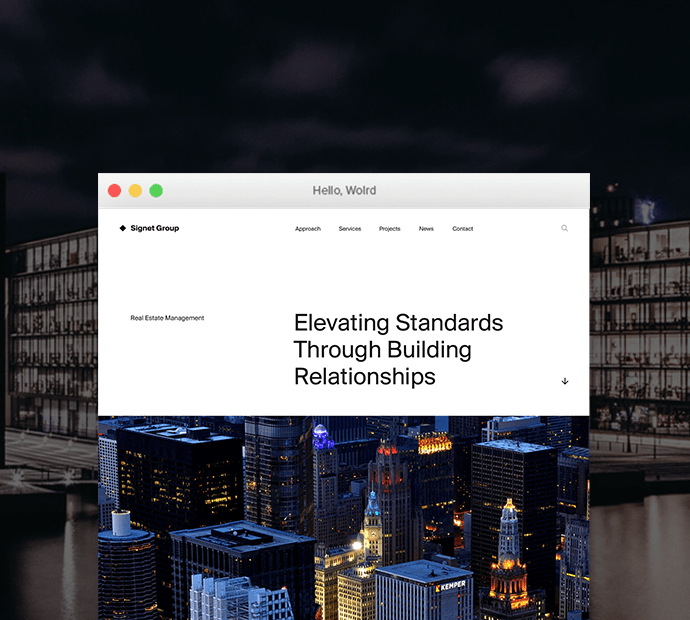 Hello, Wolrd
Signet Group
Approach
Services
Projects
News
Contact
Real Estate Management
Elevating Standards
Through Building
Relationships
KEMPER